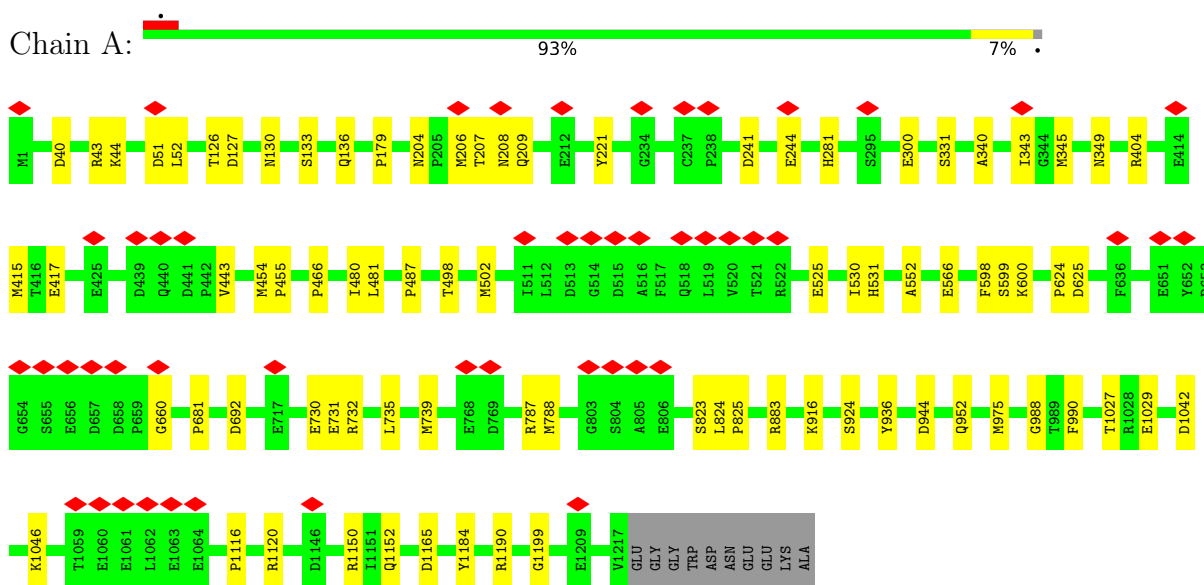 Chain A:
93%
7%
M1 D40 R43 K44 D51 L52 T126 D127 N130 S133 Q136 P179 N204 P205 M206 T207 N208 Q209 E212 Y221 G234 C237 P238 D241 E244 H281 S295 E300 S331 A340 I343 G344 M345 N349 R404 E414
M415 T416 E417 E425 D439 Q440 D441 P442 V443 M454 P455 P466 I480 L481 P487 T498 M502 I511 L512 D513 G514 D515 A516 F517 Q518 L519 V520 T521 R522 E525 I530 H531 A552 E566 F598 S599 K600 P624 D625 F636 E651 Y652
G654 S655 E656 D657 D658 P659 G660 P681 D692 E717 E730 E731 R732 L735 M739 E768 D769 R787 M788 G803 S804 A805 E806 S823 L824 P825 R883 K916 S924 Y936 D944 Q952 M975 G988 T989 F990 T1027 R1028 E1029 D1042
K1046 T1059 E1060 E1061 L1062 E1063 E1064 P1116 R1120 D1146 R1150 I1151 Q1152 D1165 Y1184 R1190 G1199 E1209 V1217 GLU GLY GLY TRP ASP ASN GLU GLU LYS ALA